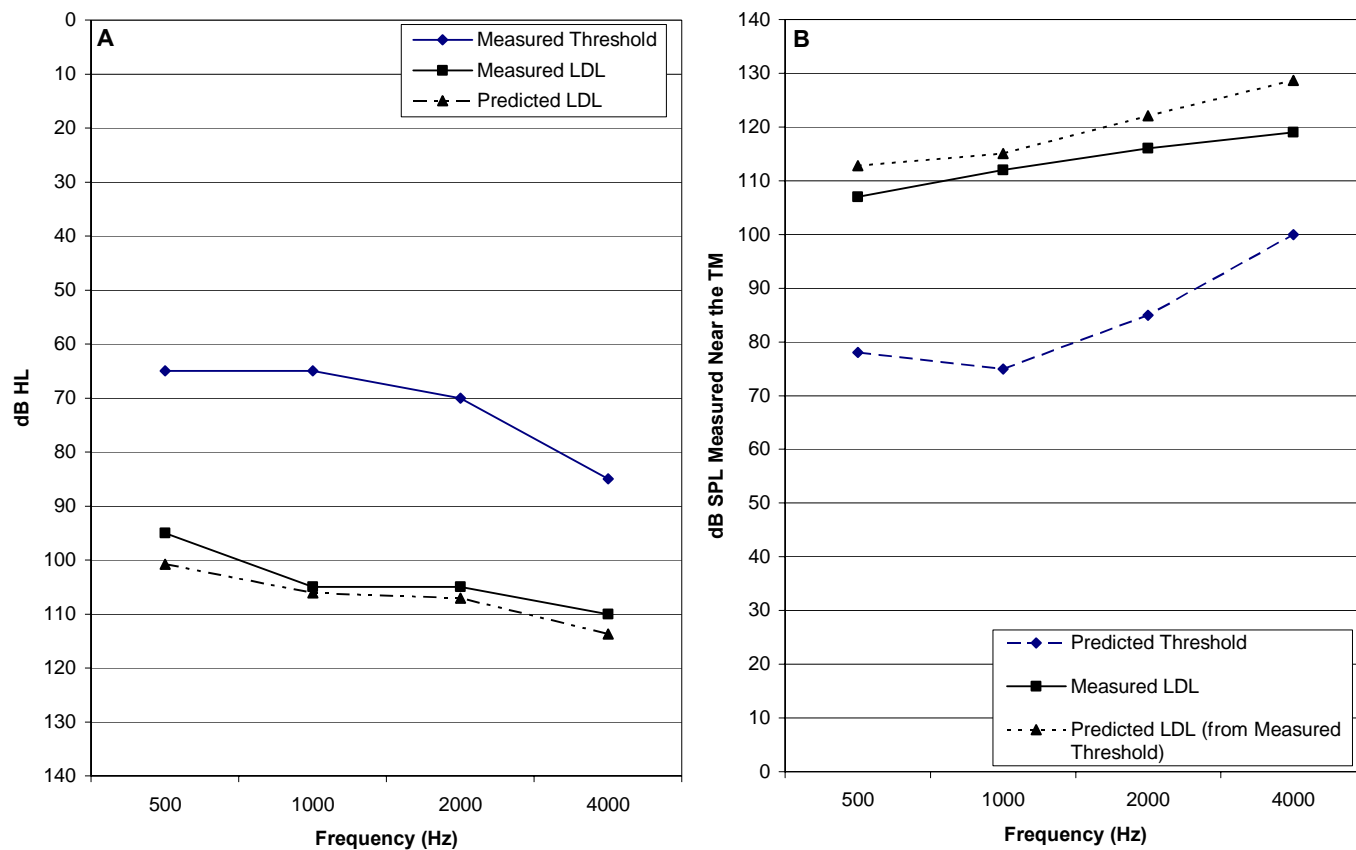 A
Measured Threshold
Measured LDL
Predicted LDL
0
10
20
30
40
50
60
70
80
90
100
110
120
130
140
dB HL
500 1000 2000 4000
Frequency (Hz)
B
140
130
120
110
100
90
80
70
60
50
40
30
20
10
0
dB SPL Measured Near the TM
Predicted Threshold
Measured LDL
Predicted LDL (from Measured
Threshold)
500 1000 2000 4000
Frequency (Hz)